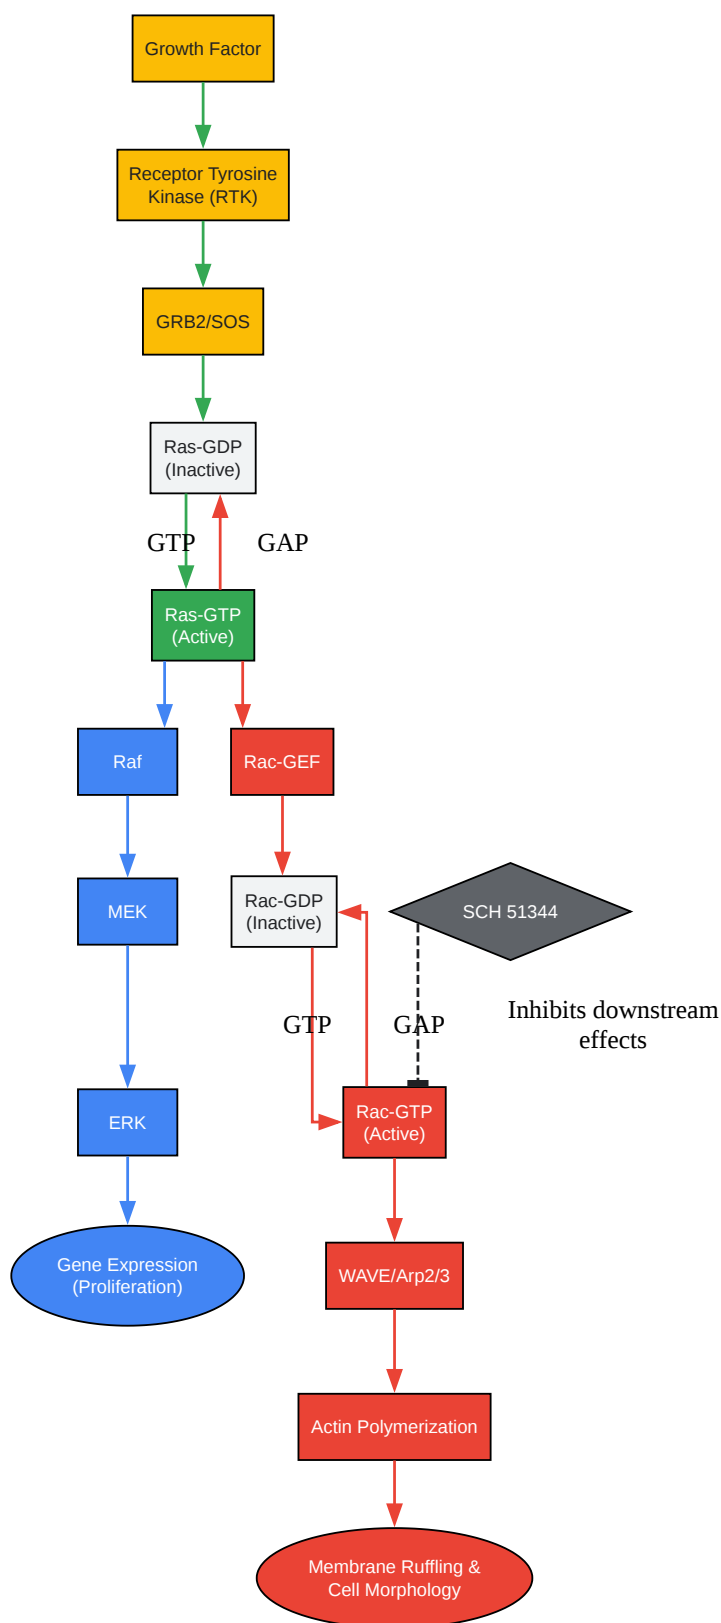 Growth Factor
Receptor Tyrosine
Kinase (RTK)
GRB2/SOS
Ras-GDP
(Inactive)
GTP
GAP
Ras-GTP
(Active)
Raf
Rac-GEF
MEK
Rac-GDP
(Inactive)
SCH 51344
GTP
GAP
Inhibits downstream
effects
ERK
Rac-GTP
(Active)
Gene Expression
(Proliferation)
WAVE/Arp2/3
Actin Polymerization
Membrane Ruffling &
Cell Morphology